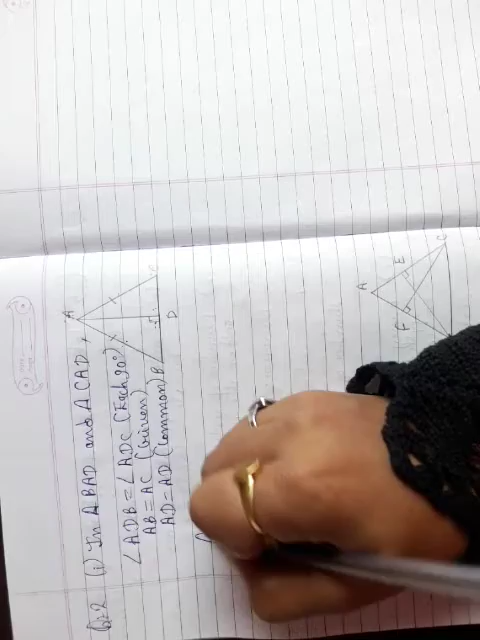 Q.2 (i) In Δ BAD and Δ CAD,
∠ADB = ∠ADC (Each 90°)
AB = AC (Given)
AD = AD (Common)
A
B
D
C
A
F
E
C